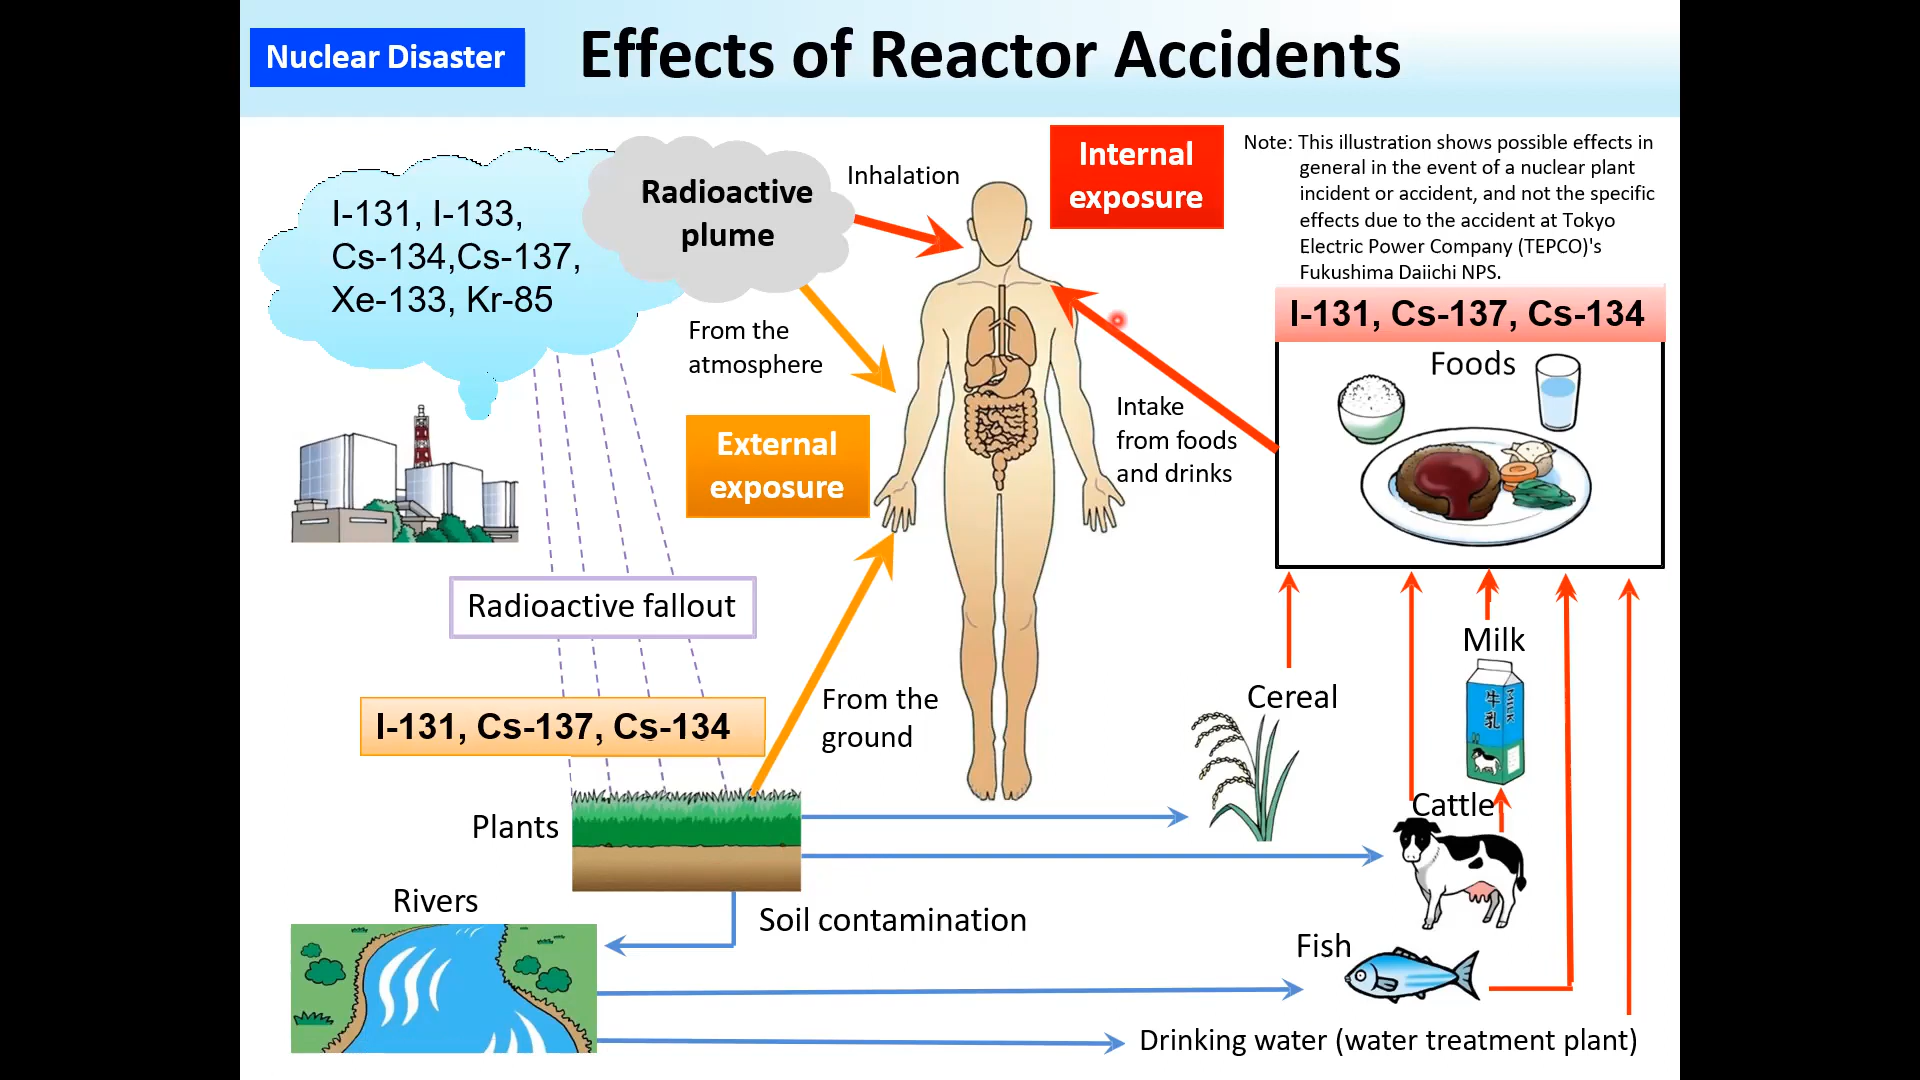 Nuclear Disaster
Effects of Reactor Accidents
I-131, I-133,
Cs-134,Cs-137,
Xe-133, Kr-85
Radioactive
plume
Inhalation
Internal
exposure
Note: This illustration shows possible effects in
general in the event of a nuclear plant
incident or accident, and not the specific
effects due to the accident at Tokyo
Electric Power Company (TEPCO)'s
Fukushima Daiichi NPS.
From the
atmosphere
External
exposure
I-131, Cs-137, Cs-134
Foods
Intake
from foods
and drinks
Radioactive fallout
I-131, Cs-137, Cs-134
From the
ground
Milk
牛乳
MILK
Cereal
Cattle
Plants
Rivers
Soil contamination
Fish
Drinking water (water treatment plant)